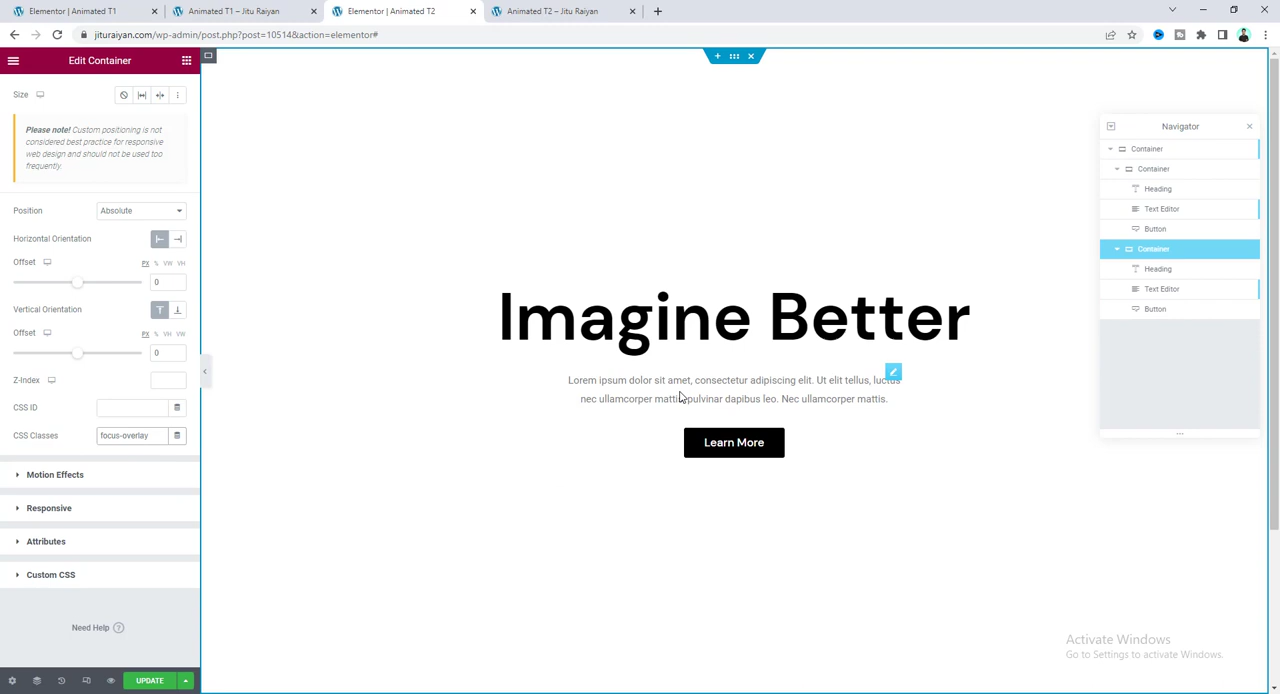 Elementor | Animated T1
Animated T1 – Jitu Raiyan
Elementor | Animated T2
Animated T2 – Jitu Raiyan
jituraiyan.com/wp-admin/post.php?post=10514&action=elementor#
Edit Container
Size
Please note! Custom positioning is not
considered best practice for responsive
web design and should not be used too
frequently.
Position
Absolute
Horizontal Orientation
Offset
PX % VW VH
0
Vertical Orientation
Offset
PX % VH VW
0
Z-Index
CSS ID
CSS Classes
focus-overlay
Motion Effects
Responsive
Attributes
Custom CSS
Need Help
UPDATE
Imagine Better
Lorem ipsum dolor sit amet, consectetur adipiscing elit. Ut elit tellus, luctus
nec ullamcorper mattis, pulvinar dapibus leo. Nec ullamcorper mattis.
Learn More
Navigator
Container
Container
Heading
Text Editor
Button
Container
Heading
Text Editor
Button
Activate Windows
Go to Settings to activate Windows.